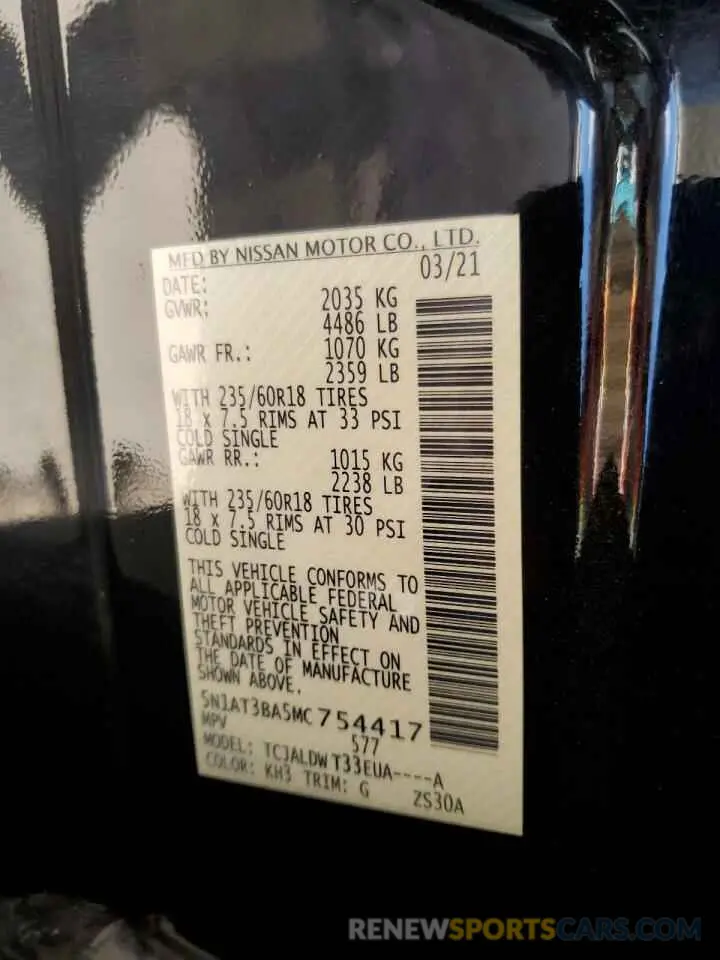 MFD BY NISSAN MOTOR CO., LTD.
DATE: 03/21
GVWR: 2035 KG
4486 LB
GAWR FR.: 1070 KG
2359 LB
WITH 235/60R18 TIRES
18 x 7.5 RIMS AT 33 PSI
COLD SINGLE
GAWR RR.: 1015 KG
2238 LB
WITH 235/60R18 TIRES
18 x 7.5 RIMS AT 30 PSI
COLD SINGLE
THIS VEHICLE CONFORMS TO
ALL APPLICABLE FEDERAL
MOTOR VEHICLE SAFETY AND
THEFT PREVENTION
STANDARDS IN EFFECT ON
THE DATE OF MANUFACTURE
SHOWN ABOVE.
5N1AT3BA5MC754417
MPV 577
MODEL: TCJALDW T33EUA----A
COLOR: KH3 TRIM: G ZS30A
RENEWSPORTSCARS.COM